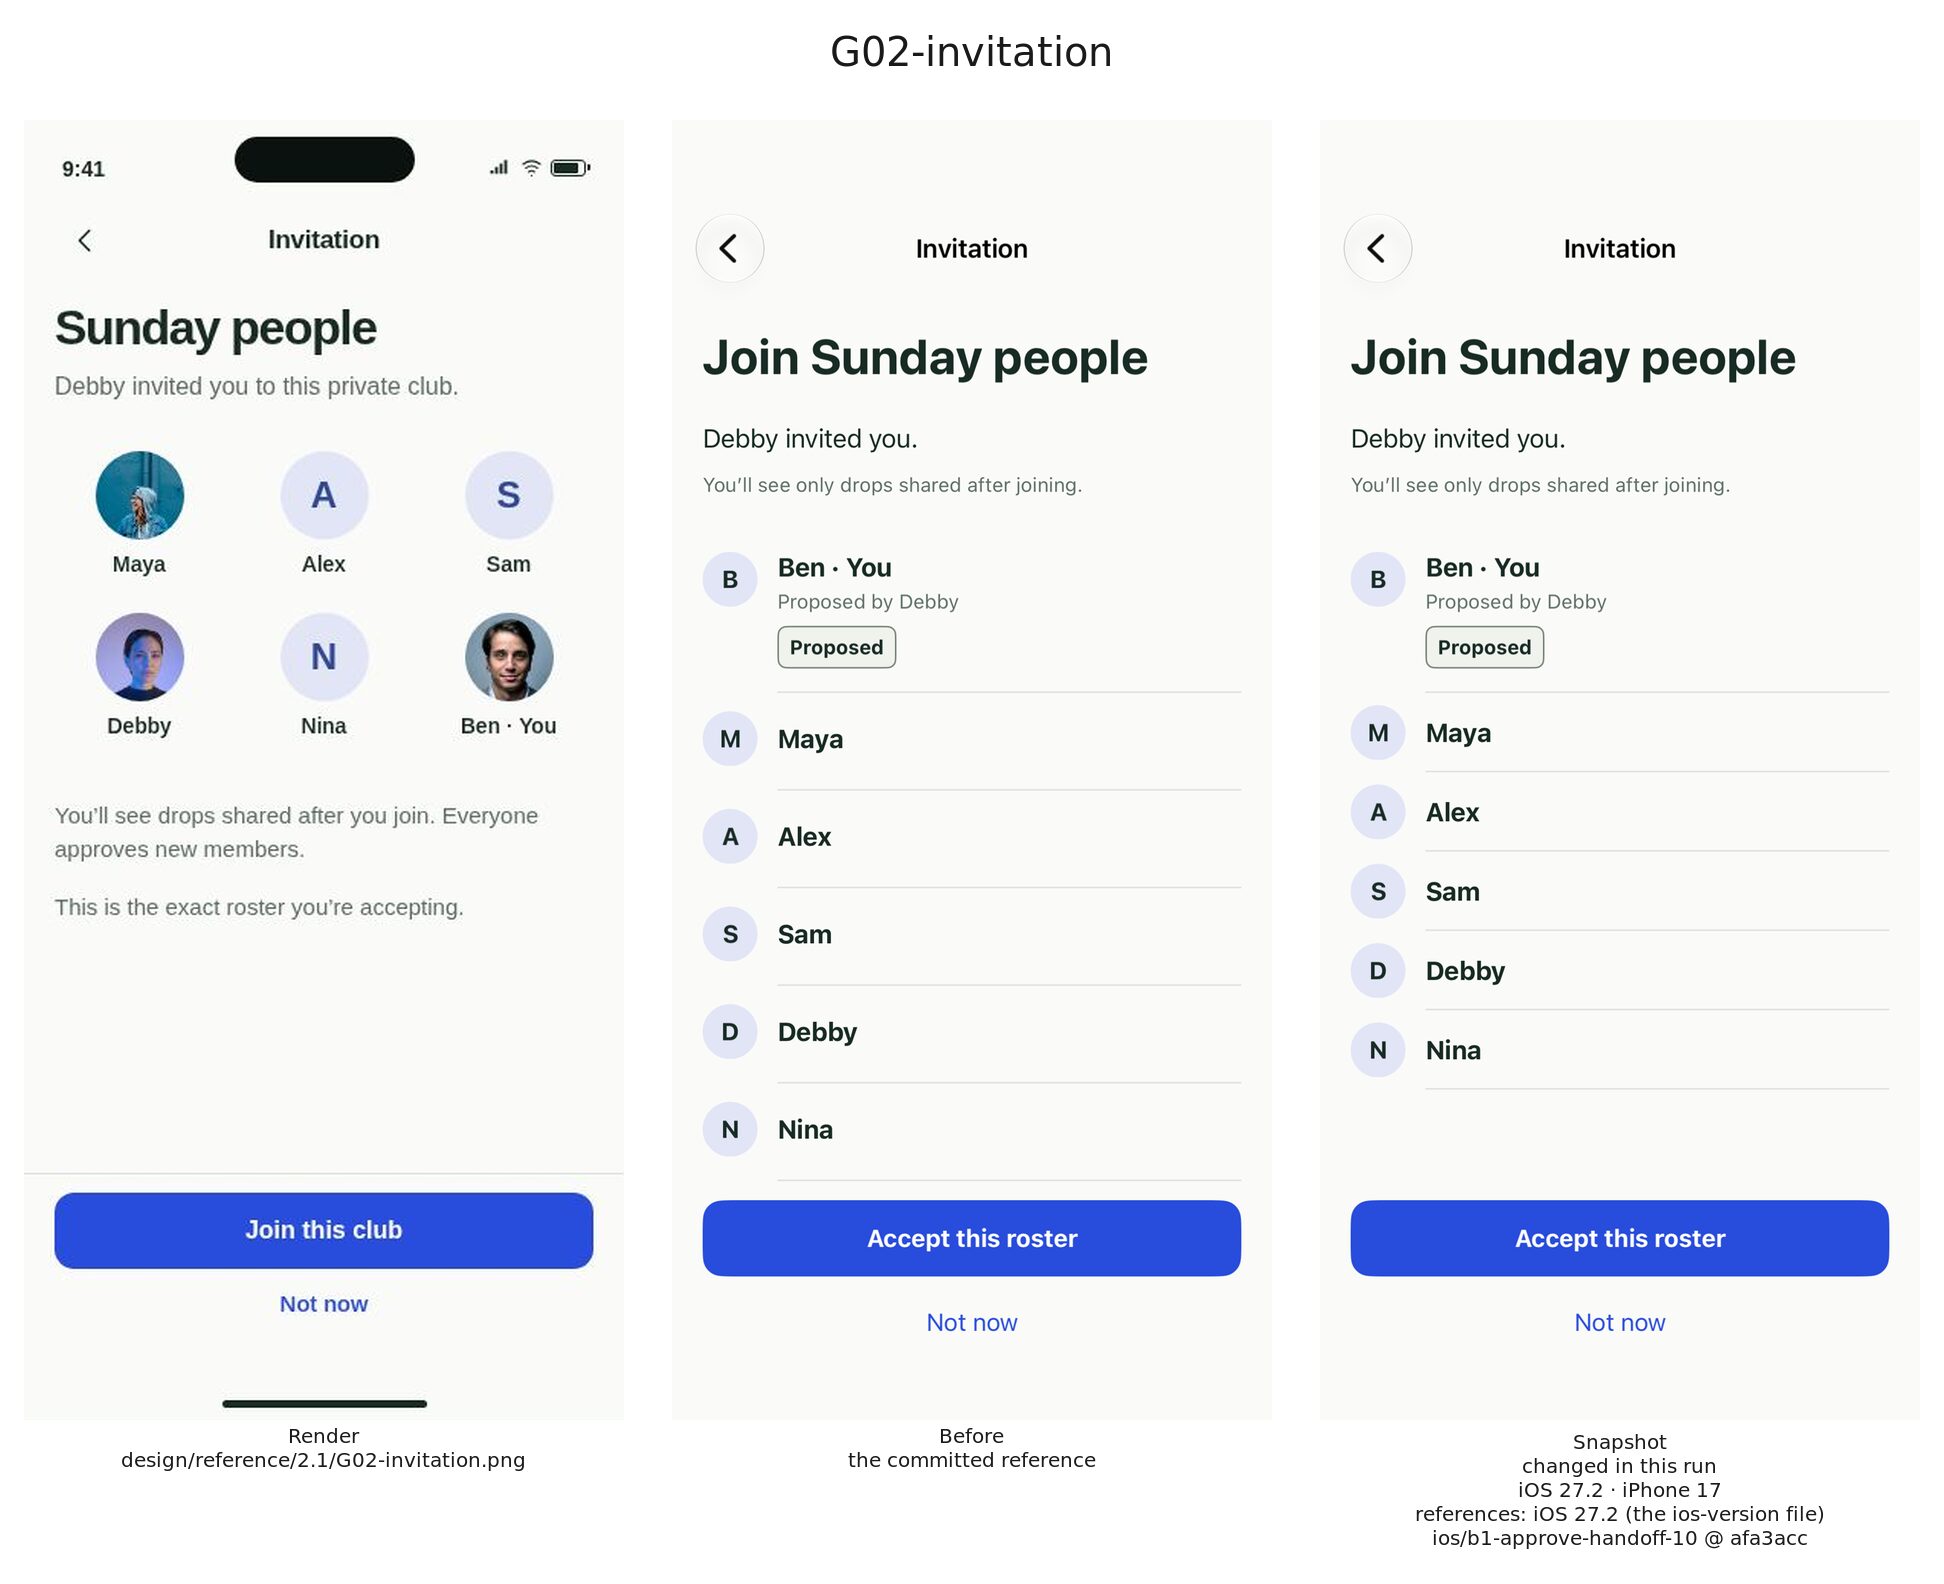 G02-invitation
9:41
Invitation
Sunday people
Debby invited you to this private club.
Maya
A
Alex
S
Sam
Debby
N
Nina
Ben · You
You’ll see drops shared after you join. Everyone
approves new members.
This is the exact roster you’re accepting.
Join this club
Not now
Render
design/reference/2.1/G02-invitation.png
Invitation
Join Sunday people
Debby invited you.
You’ll see only drops shared after joining.
B
Ben · You
Proposed by Debby
Proposed
M
Maya
A
Alex
S
Sam
D
Debby
N
Nina
Accept this roster
Not now
Before
the committed reference
Invitation
Join Sunday people
Debby invited you.
You’ll see only drops shared after joining.
B
Ben · You
Proposed by Debby
Proposed
M
Maya
A
Alex
S
Sam
D
Debby
N
Nina
Accept this roster
Not now
Snapshot
changed in this run
iOS 27.2 · iPhone 17
references: iOS 27.2 (the ios-version file)
ios/b1-approve-handoff-10 @ afa3acc